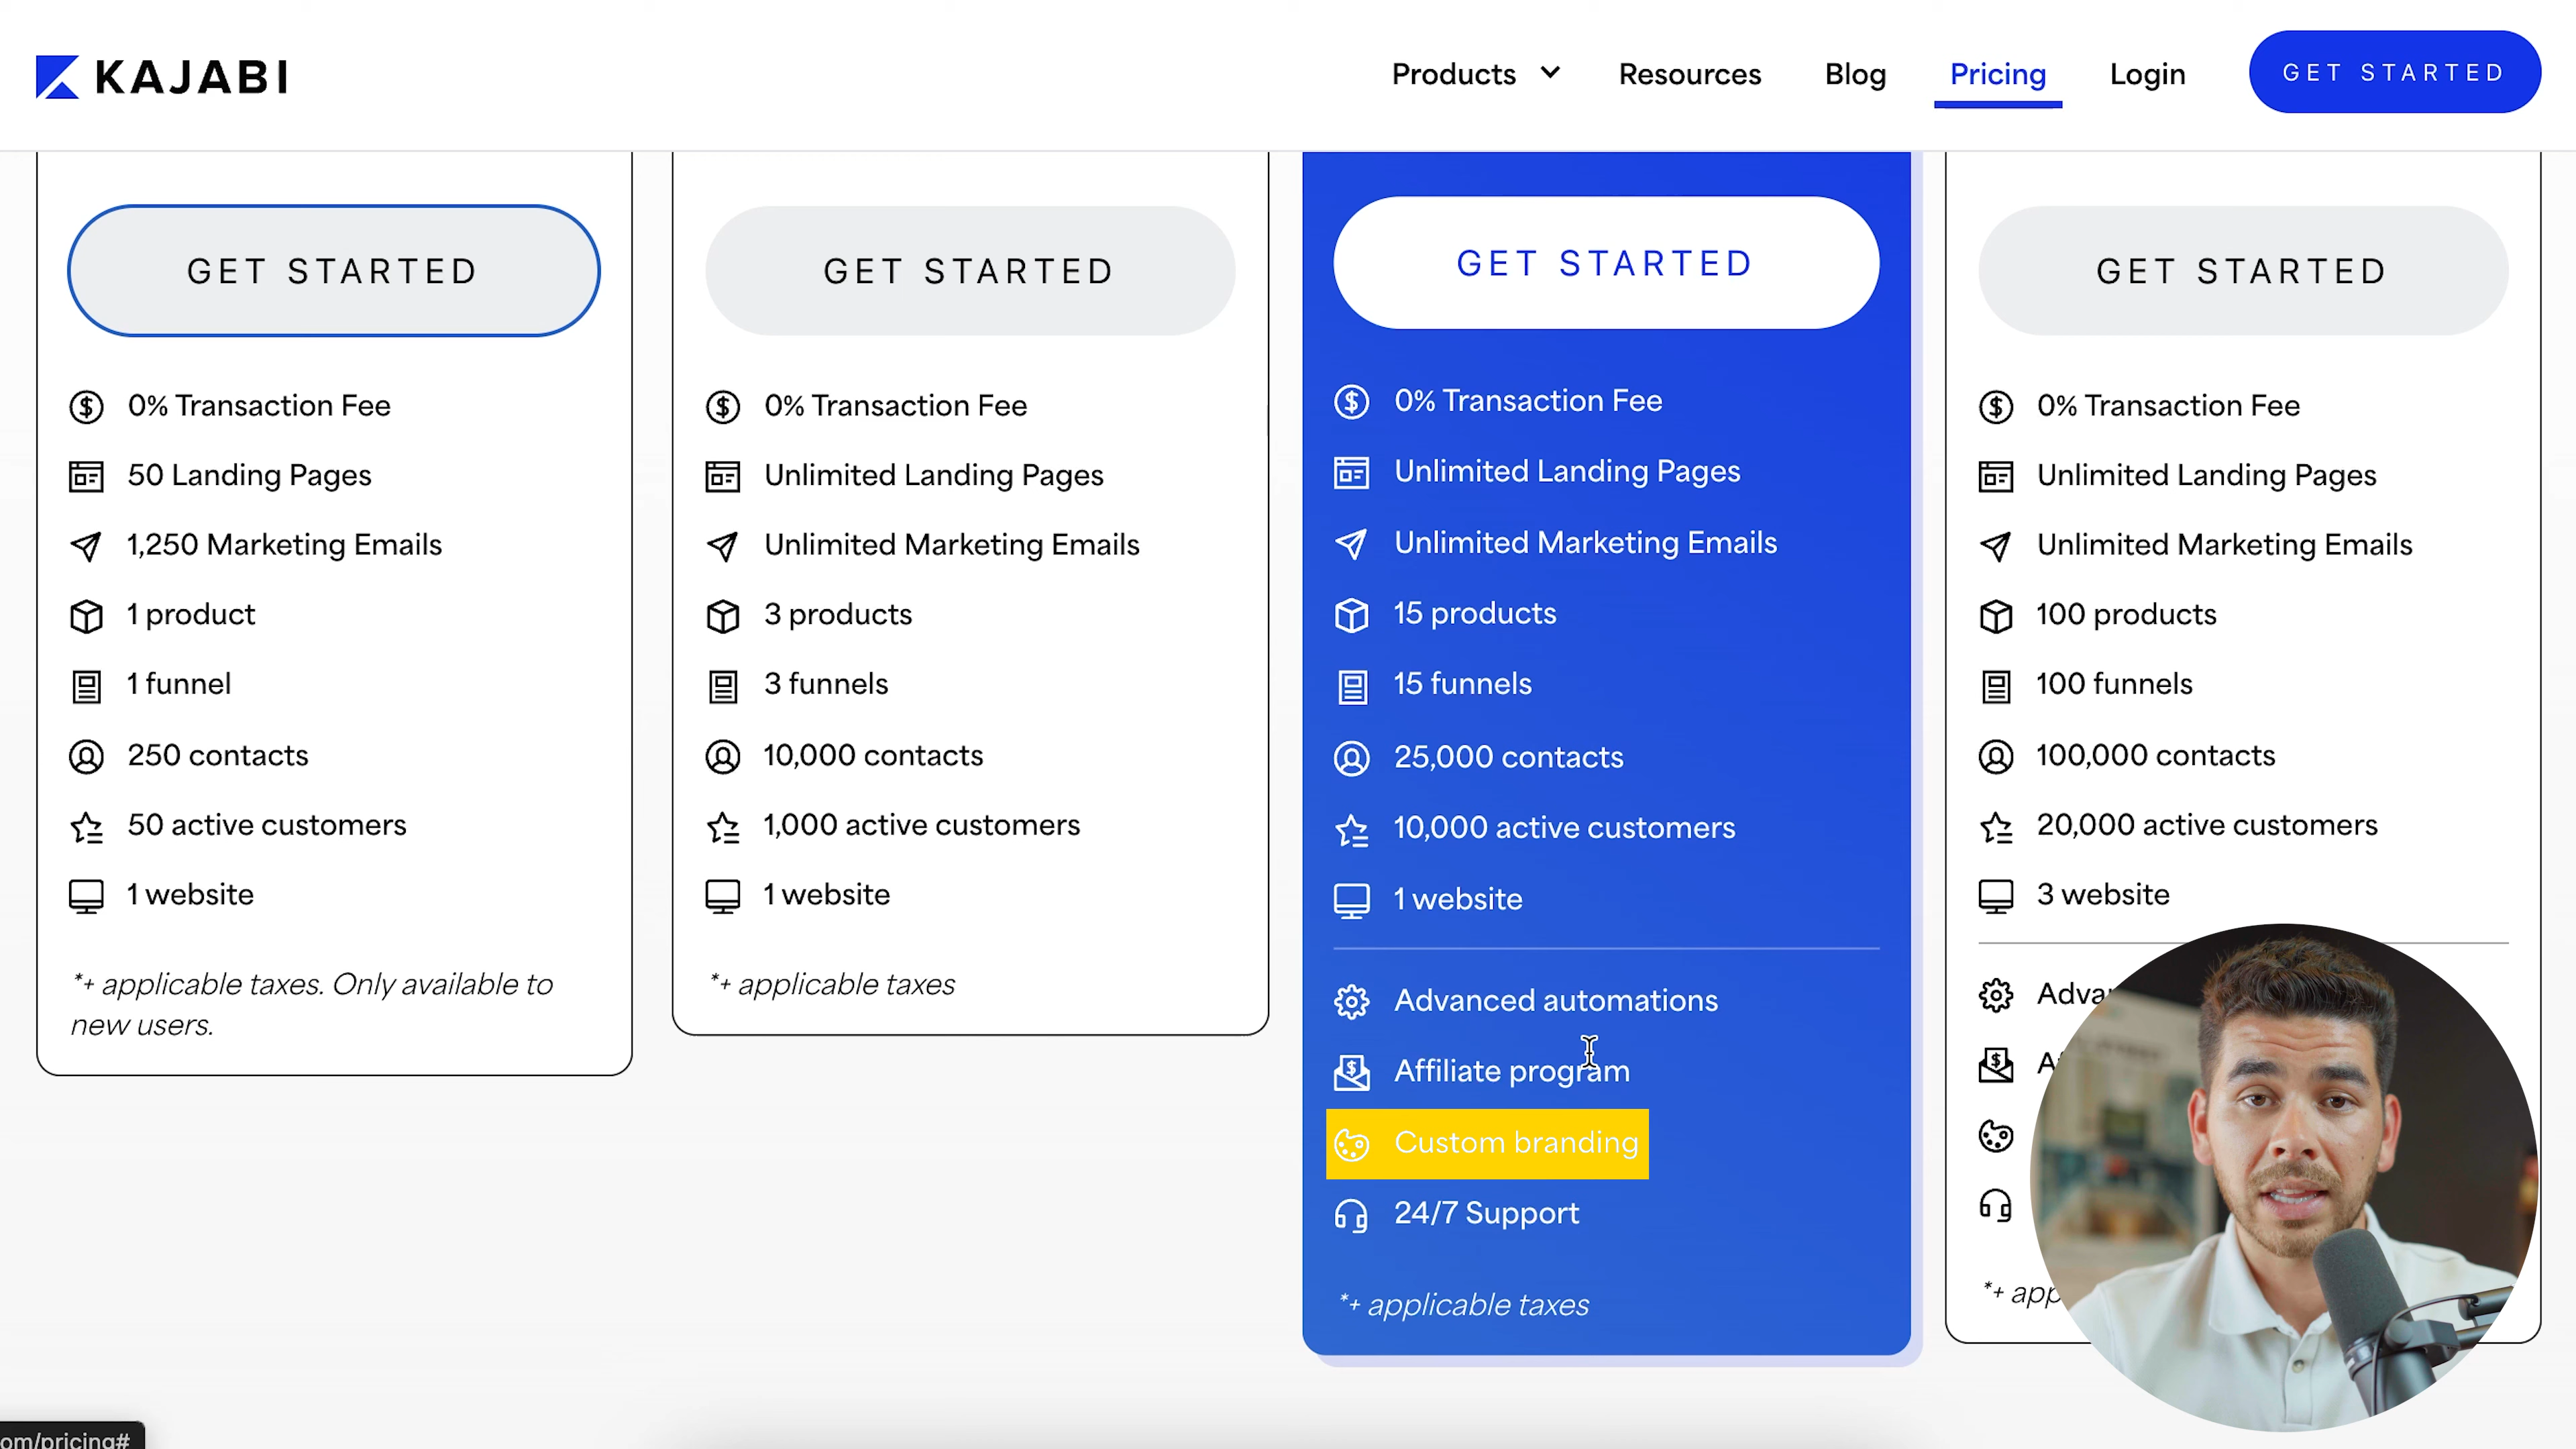 KAJABI
Products
Resources
Blog
Pricing
Login
GET STARTED
GET STARTED
0% Transaction Fee
50 Landing Pages
1,250 Marketing Emails
1 product
1 funnel
250 contacts
50 active customers
1 website
*+ applicable taxes. Only available to
new users.
GET STARTED
0% Transaction Fee
Unlimited Landing Pages
Unlimited Marketing Emails
3 products
3 funnels
10,000 contacts
1,000 active customers
1 website
*+ applicable taxes
GET STARTED
0% Transaction Fee
Unlimited Landing Pages
Unlimited Marketing Emails
15 products
15 funnels
25,000 contacts
10,000 active customers
1 website
Advanced automations
Affiliate program
Custom branding
24/7 Support
*+ applicable taxes
GET STARTED
0% Transaction Fee
Unlimited Landing Pages
Unlimited Marketing Emails
100 products
100 funnels
100,000 contacts
20,000 active customers
3 website
Adva
A
*+ app
om/pricing#